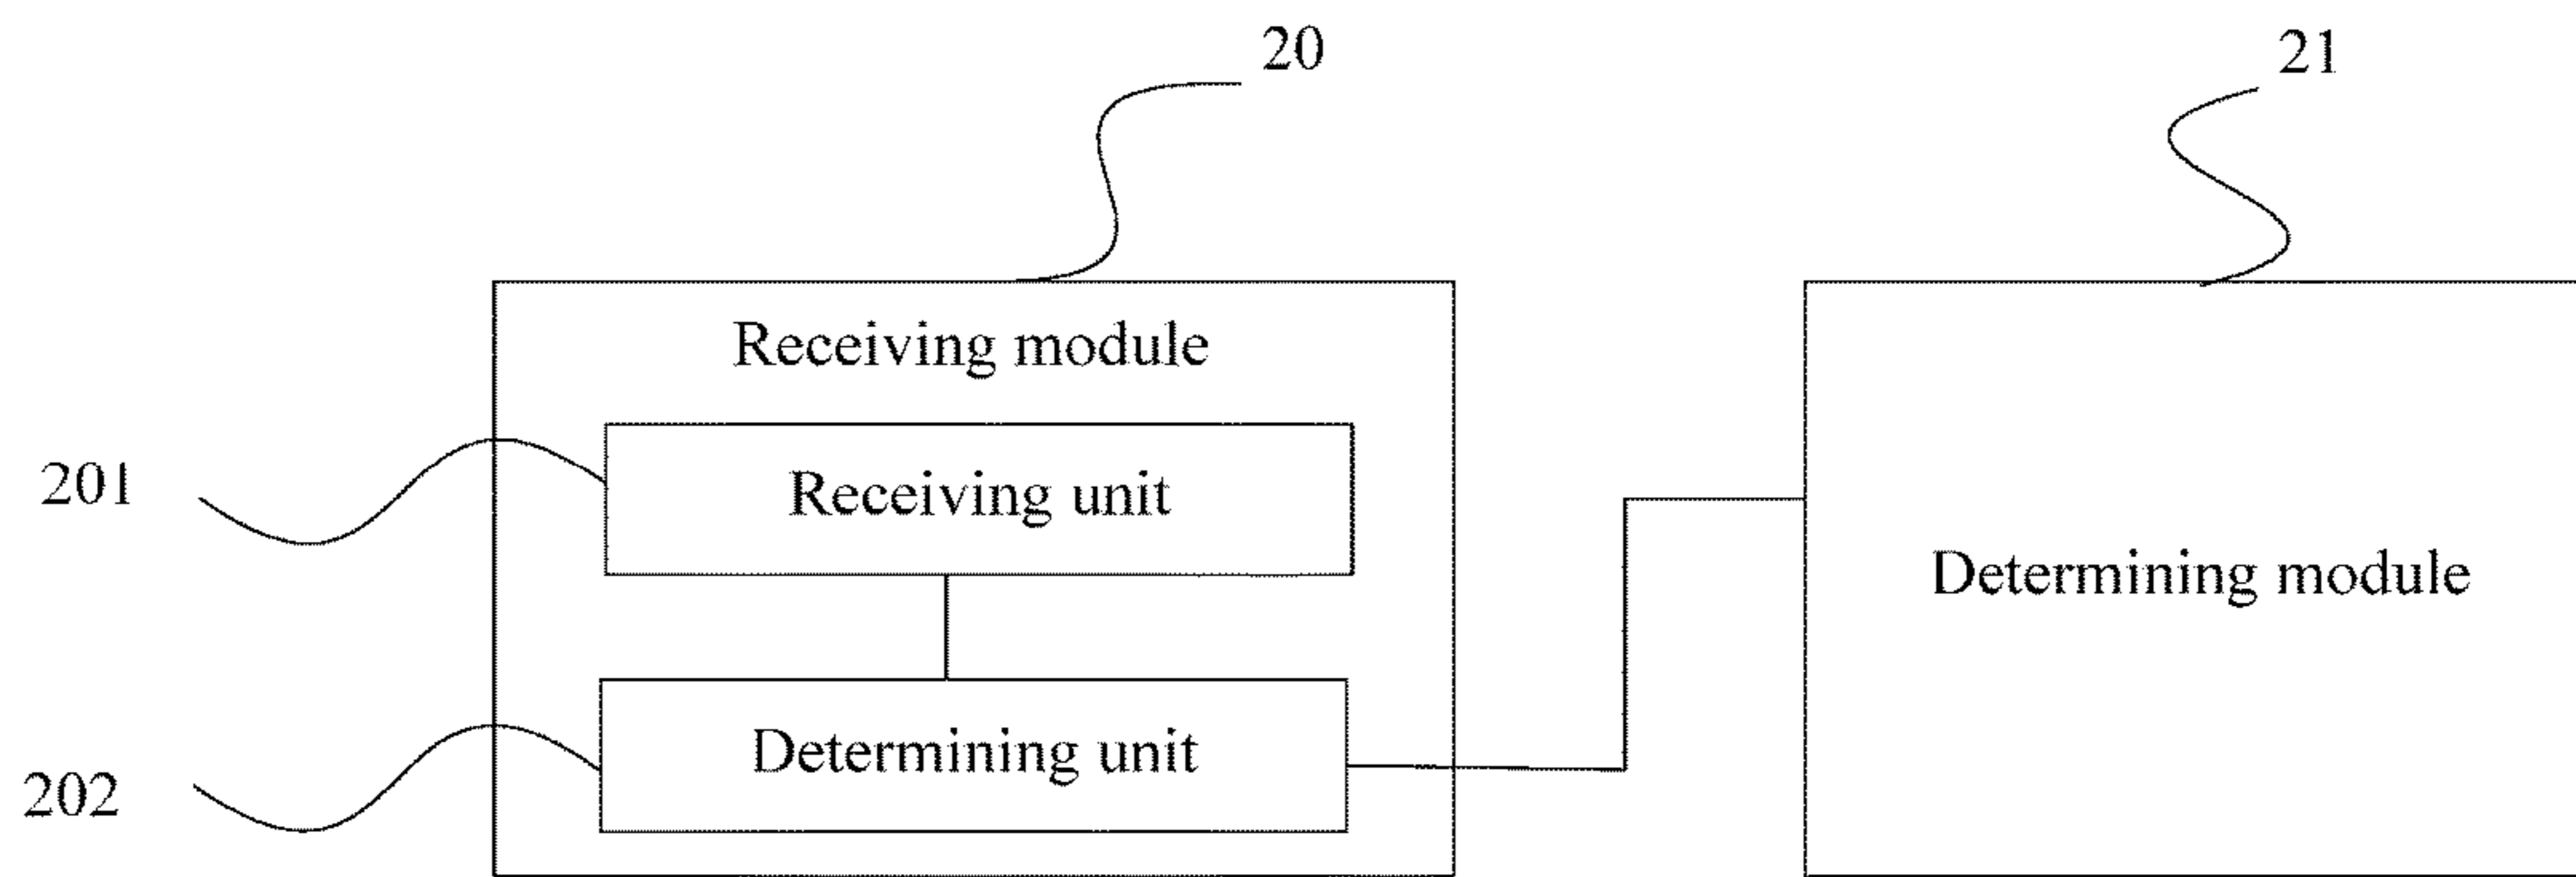 20
21
Receiving module
201
Receiving unit
Determining module
202
Determining unit